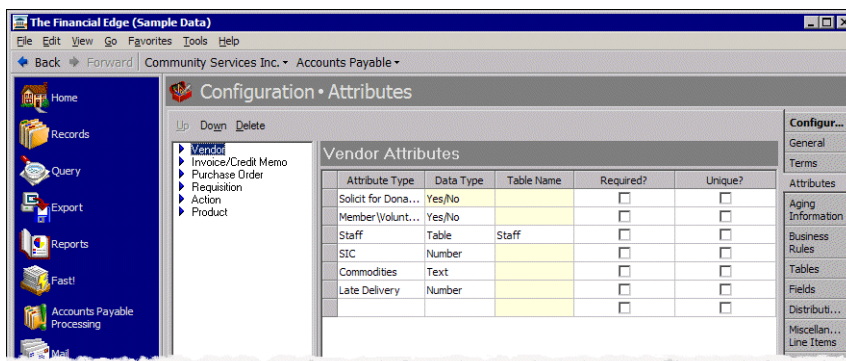 The Financial Edge (Sample Data)
File Edit View Go Favorites Tools Help
Back Forward Community Services Inc. Accounts Payable
Configuration • Attributes
Home
Records
Query
Export
Reports
Fast!
Accounts Payable
Processing
Mail
Up Down Delete
Vendor
Invoice/Credit Memo
Purchase Order
Requisition
Action
Product
Vendor Attributes
Attribute Type Data Type Table Name Required? Unique?
Solicit for Dona... Yes/No
Member\Volunt... Yes/No
Staff Table Staff
SIC Number
Commodities Text
Late Delivery Number
Configur...
General
Terms
Attributes
Aging
Information
Business
Rules
Tables
Fields
Distributi...
Miscellan...
Line Items